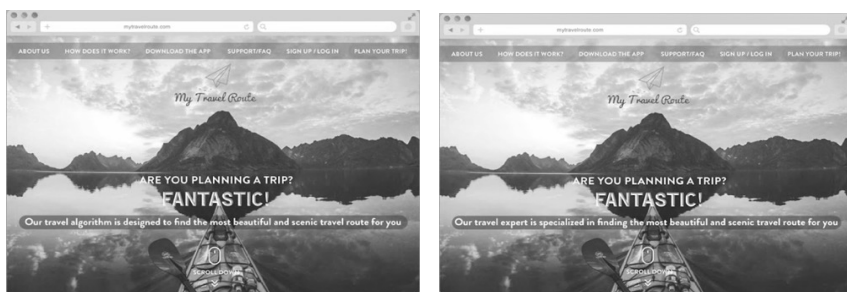 mytravelroute.com
ABOUT US HOW DOES IT WORK? DOWNLOAD THE APP SUPPORT/FAQ SIGN UP / LOG IN PLAN YOUR TRIP!
My Travel Route
ARE YOU PLANNING A TRIP?
FANTASTIC!
Our travel algorithm is designed to find the most beautiful and scenic travel route for you
SCROLL DOWN
mytravelroute.com
ABOUT US HOW DOES IT WORK? DOWNLOAD THE APP SUPPORT/FAQ SIGN UP / LOG IN PLAN YOUR TRIP!
My Travel Route
ARE YOU PLANNING A TRIP?
FANTASTIC!
Our travel expert is specialized in finding the most beautiful and scenic travel route for you
SCROLL DOWN